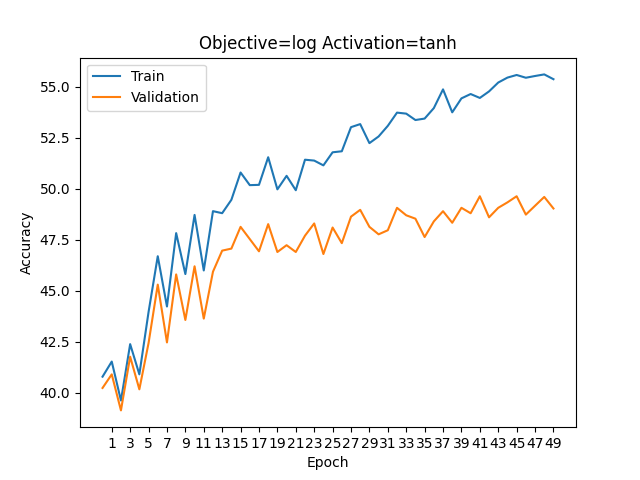 Objective=log Activation=tanh
Train
Validation
55.0
52.5
50.0
47.5
45.0
42.5
40.0
Accuracy
1 3 5 7 9 11 13 15 17 19 21 23 25 27 29 31 33 35 37 39 41 43 45 47 49
Epoch